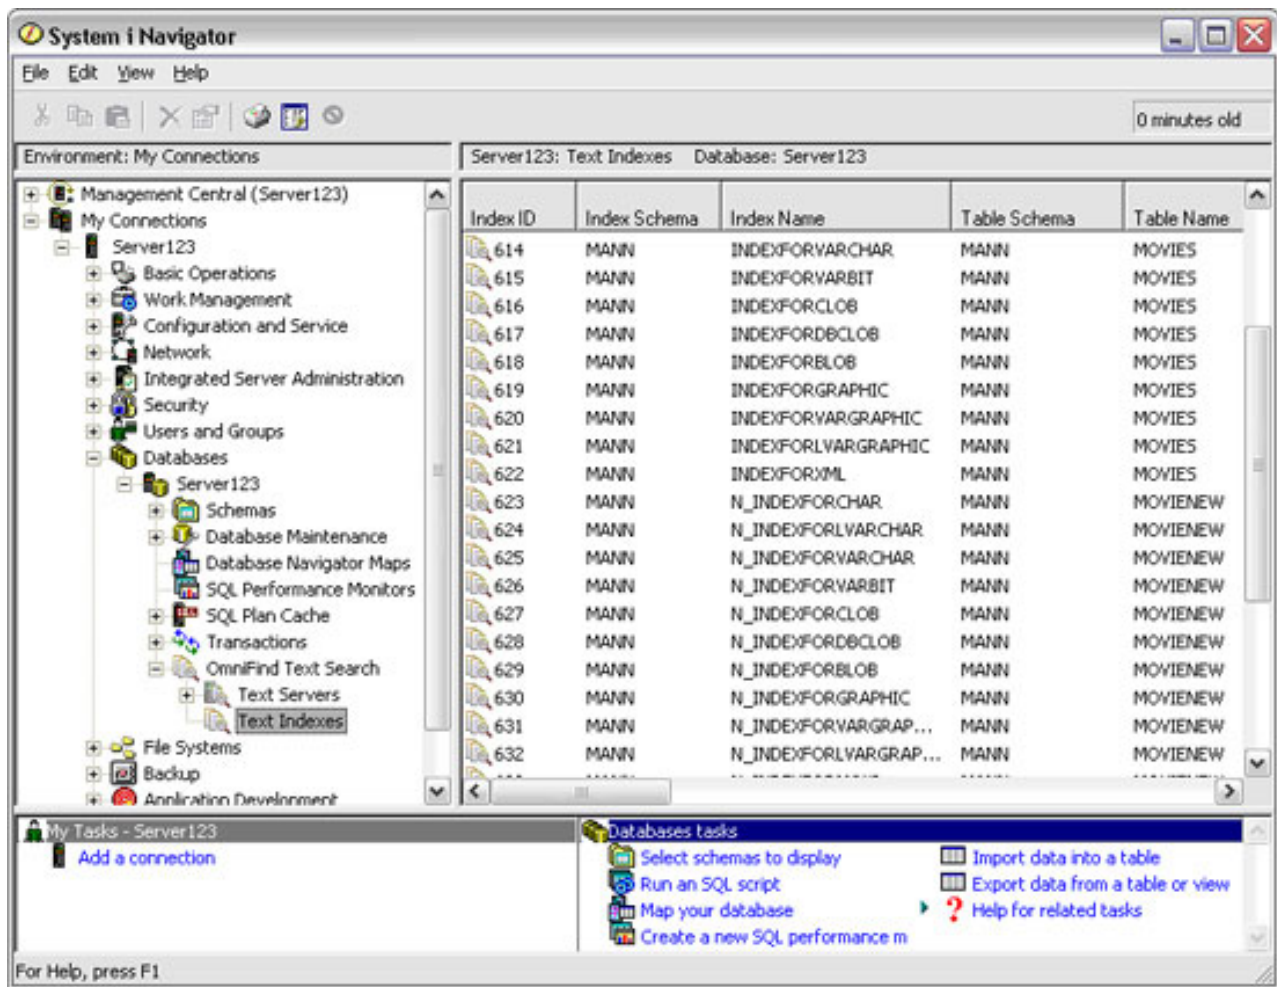 System i Navigator
File Edit View Help
0 minutes old
Environment: My Connections
Server123: Text Indexes Database: Server123
Management Central (Server123)
My Connections
Server123
Basic Operations
Work Management
Configuration and Service
Network
Integrated Server Administration
Security
Users and Groups
Databases
Server123
Schemas
Database Maintenance
Database Navigator Maps
SQL Performance Monitors
SQL Plan Cache
Transactions
OmniFind Text Search
Text Servers
Text Indexes
File Systems
Backup
Application Development
Index ID Index Schema Index Name Table Schema Table Name
614 MANN INDEXFORVARCHAR MANN MOVIES
615 MANN INDEXFORVARBIT MANN MOVIES
616 MANN INDEXFORCLOB MANN MOVIES
617 MANN INDEXFORDBCLOB MANN MOVIES
618 MANN INDEXFORBLOB MANN MOVIES
619 MANN INDEXFORGRAPHIC MANN MOVIES
620 MANN INDEXFORVARGRAPHIC MANN MOVIES
621 MANN INDEXFORLVARGRAPHIC MANN MOVIES
622 MANN INDEXFORXML MANN MOVIES
623 MANN N_INDEXFORCHAR MANN MOVIENEW
624 MANN N_INDEXFORLVARCHAR MANN MOVIENEW
625 MANN N_INDEXFORVARCHAR MANN MOVIENEW
626 MANN N_INDEXFORVARBIT MANN MOVIENEW
627 MANN N_INDEXFORCLOB MANN MOVIENEW
628 MANN N_INDEXFORDBCLOB MANN MOVIENEW
629 MANN N_INDEXFORBLOB MANN MOVIENEW
630 MANN N_INDEXFORGRAPHIC MANN MOVIENEW
631 MANN N_INDEXFORVARGRAP... MANN MOVIENEW
632 MANN N_INDEXFORLVARGRAP... MANN MOVIENEW
My Tasks - Server123
Add a connection
Databases tasks
Select schemas to display
Run an SQL script
Map your database
Create a new SQL performance m
Import data into a table
Export data from a table or view
Help for related tasks
For Help, press F1